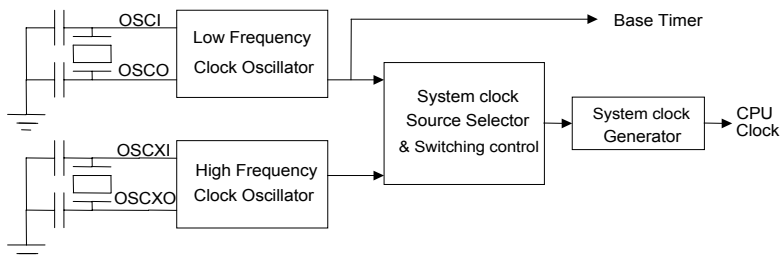 OSCI
OSCO
Low Frequency
Clock Oscillator
Base Timer
System clock
Source Selector
& Switching control
System clock
Generator
CPU
Clock
OSCXI
OSCXO
High Frequency
Clock Oscillator